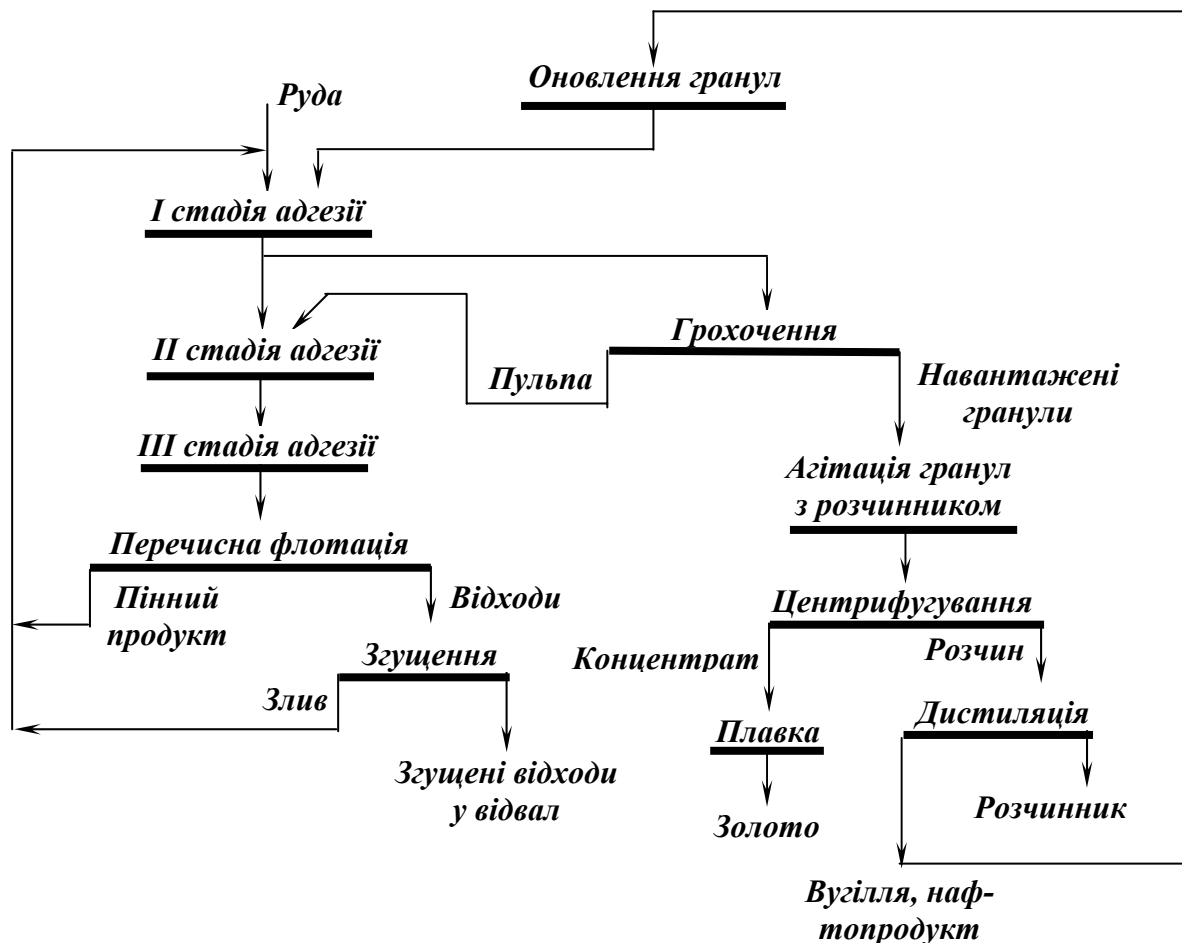 Оновлення гранул
Руда
І стадія адгезії
Грохочення
ІІ стадія адгезії
Пульпа
Навантажені
гранули
ІІІ стадія адгезії
Агітація гранул
з розчинником
Перечисна флотація
Пінний
продукт
Відходи
Центрифугування
Концентрат
Розчин
Згущення
Злив
Дистиляція
Плавка
Згущені відходи
у відвал
Золото
Розчинник
Вугілля, наф-
топродукт